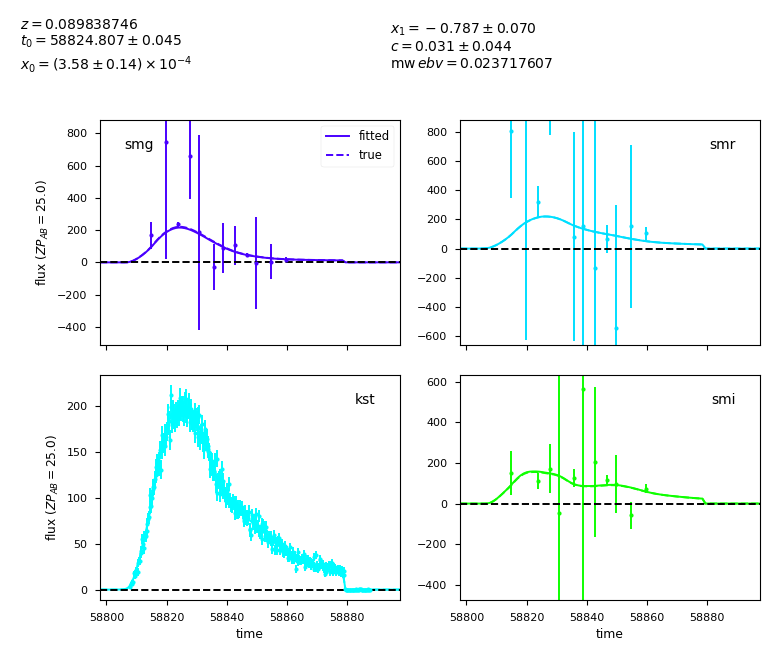 z = 0.089838746
t₀ = 58824.807 ± 0.045
x₀ = (3.58 ± 0.14) × 10⁻⁴
x₁ = −0.787 ± 0.070
c = 0.031 ± 0.044
mw ebv = 0.023717607
800
600
400
200
0
−200
−400
flux (ZP_AB = 25.0)
smg
fitted
true
800
600
400
200
0
−200
−400
−600
smr
200
150
100
50
0
flux (ZP_AB = 25.0)
kst
58800 58820 58840 58860 58880
time
600
400
200
0
−200
−400
smi
58800 58820 58840 58860 58880
time